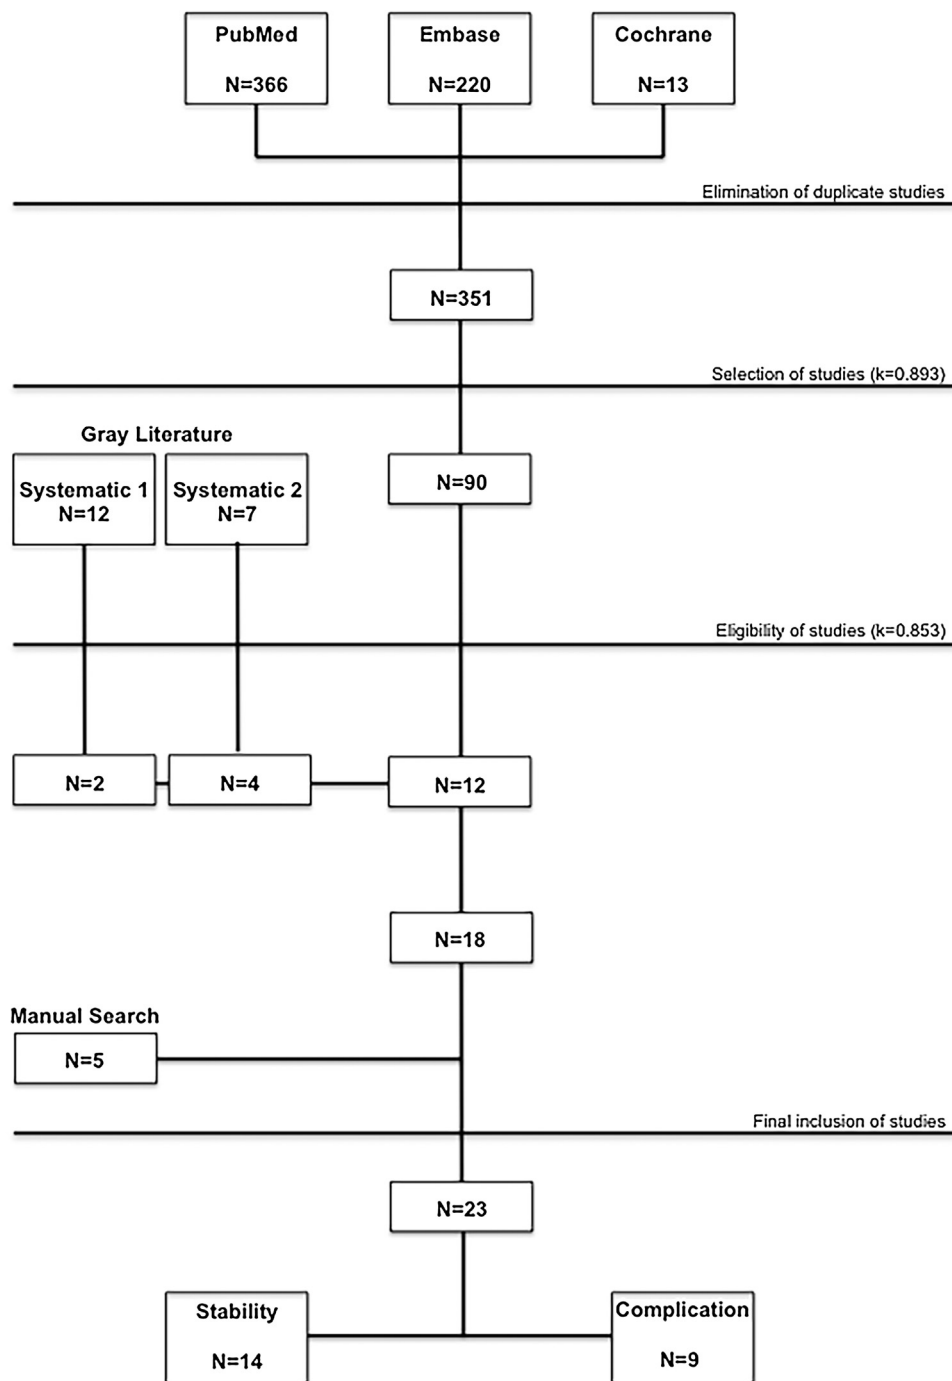 PubMed
N=366
Embase
N=220
Cochrane
N=13
Elimination of duplicate studies
N=351
Selection of studies (k=0.893)
Gray Literature
Systematic 1
N=12
Systematic 2
N=7
N=90
Eligibility of studies (k=0.853)
N=2
N=4
N=12
N=18
Manual Search
N=5
Final inclusion of studies
N=23
Stability
N=14
Complication
N=9